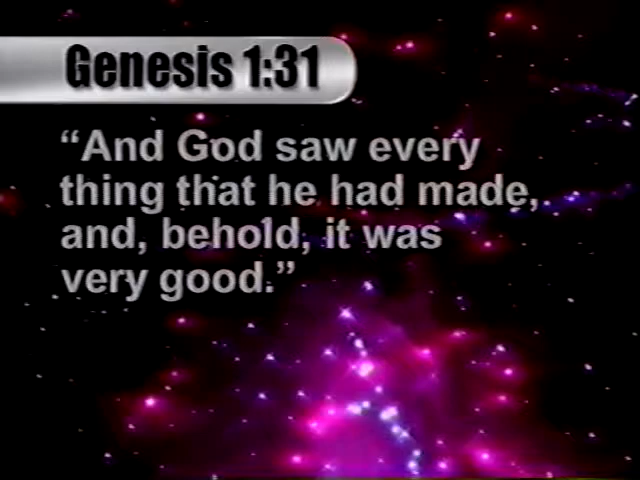 Genesis 1:31
“And God saw every
thing that he had made,
and, behold, it was
very good.”